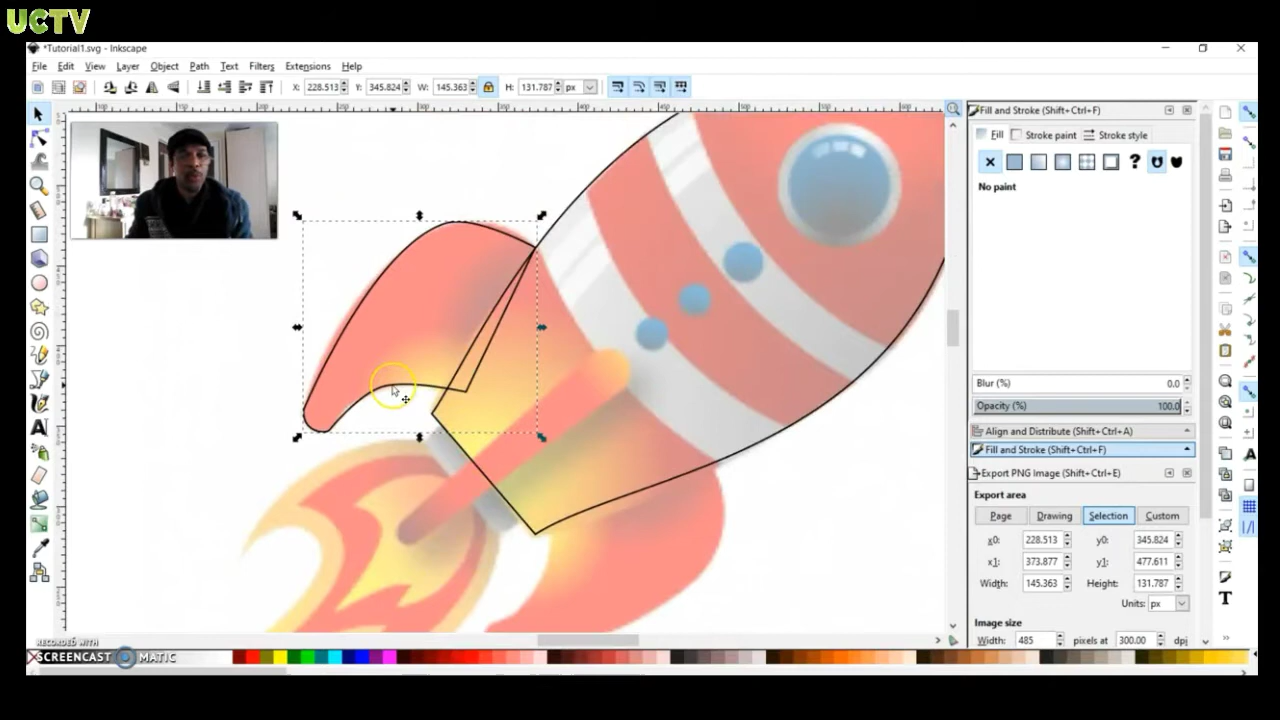 UCTV
*Tutorial1.svg - Inkscape
File Edit View Layer Object Path Text Filters Extensions Help
X: 228.513 Y: 345.824 W: 145.363 H: 131.787 px
Fill and Stroke (Shift+Ctrl+F)
Fill Stroke paint Stroke style
?
No paint
Blur (%) 0.0
Opacity (%) 100.0
Align and Distribute (Shift+Ctrl+A)
Fill and Stroke (Shift+Ctrl+F)
Export PNG Image (Shift+Ctrl+E)
Export area
Page Drawing Selection Custom
x0: 228.513 y0: 345.824
x1: 373.877 y1: 477.611
Width: 145.363 Height: 131.787
Units: px
Image size
Width: 485 pixels at 300.00 dpi
RECORDED WITH
SCREENCAST MATIC